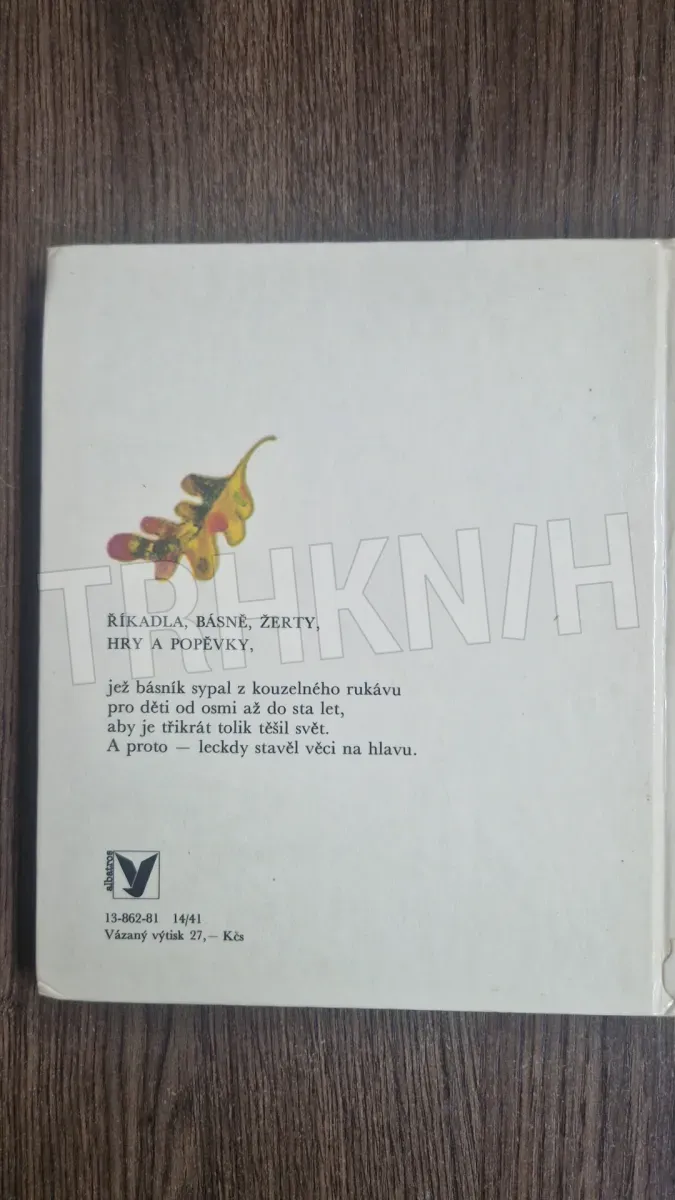 TRHKNIH
ŘÍKADLA, BÁSNĚ, ŽERTY,
HRY A POPĚVKY,
jež básník sypal z kouzelného rukávu
pro děti od osmi až do sta let,
aby je třikrát tolik těšil svět.
A proto — leckdy stavěl věci na hlavu.
albatros
13-862-81 14/41
Vázaný výtisk 27,— Kčs